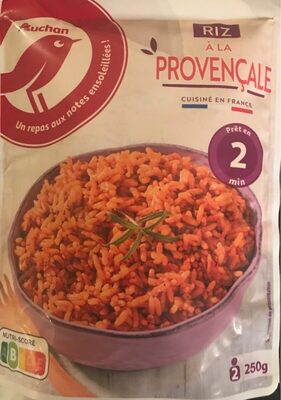 Auchan
Un repas aux notes ensoleillées !
RIZ
À LA
PROVENÇALE
CUISINÉ EN FRANCE
Prêt en
2
min
NUTRI-SCORE
B
2 250g